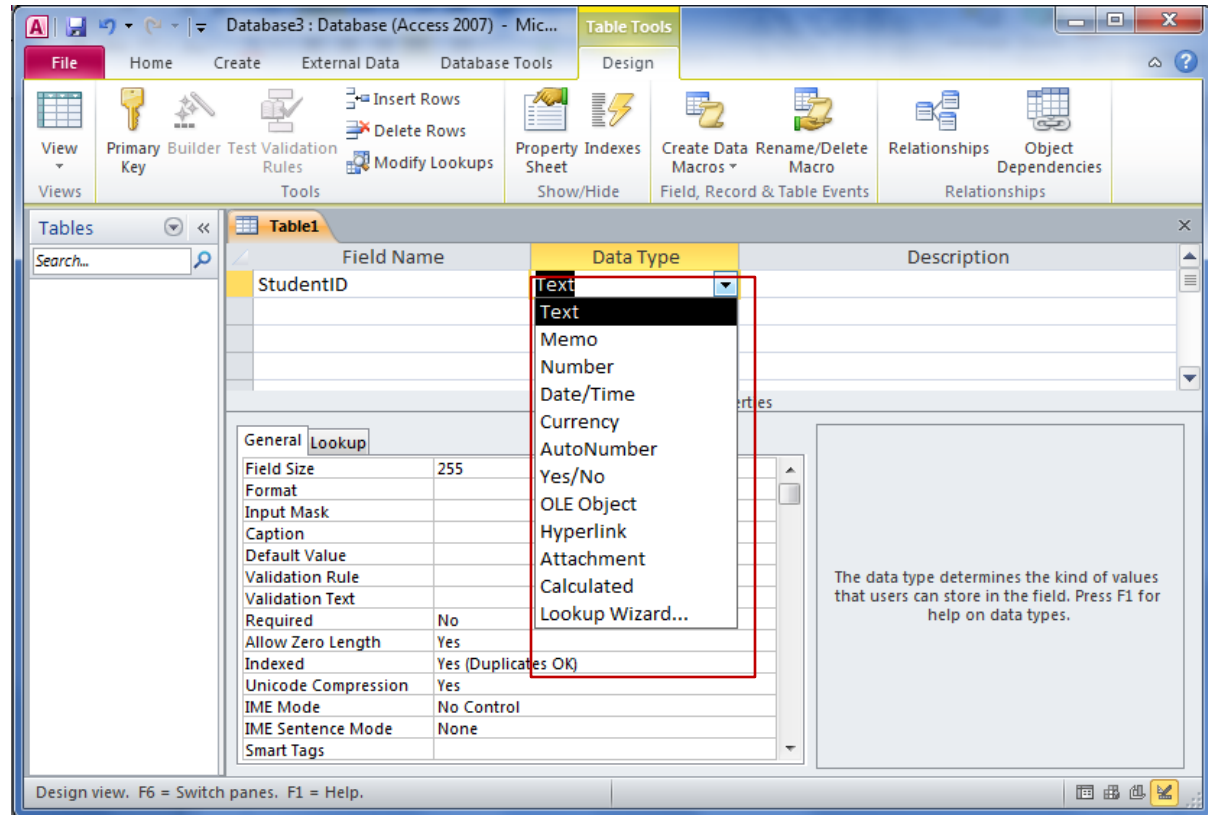 Database3 : Database (Access 2007) - Mic...
Table Tools
File Home Create External Data Database Tools Design
View
Primary Key
Builder
Test Validation Rules
Insert Rows
Delete Rows
Modify Lookups
Property Sheet
Indexes
Create Data Macros
Rename/Delete Macro
Relationships
Object Dependencies
Views Tools Show/Hide Field, Record & Table Events Relationships
Tables
Search...
Table1
Field Name Data Type Description
StudentID Text
Text
Memo
Number
Date/Time
Currency
AutoNumber
Yes/No
OLE Object
Hyperlink
Attachment
Calculated
Lookup Wizard...
General Lookup
Field Size 255
Format
Input Mask
Caption
Default Value
Validation Rule
Validation Text
Required No
Allow Zero Length Yes
Indexed Yes (Duplicates OK)
Unicode Compression Yes
IME Mode No Control
IME Sentence Mode None
Smart Tags
The data type determines the kind of values
that users can store in the field. Press F1 for
help on data types.
Design view. F6 = Switch panes. F1 = Help.